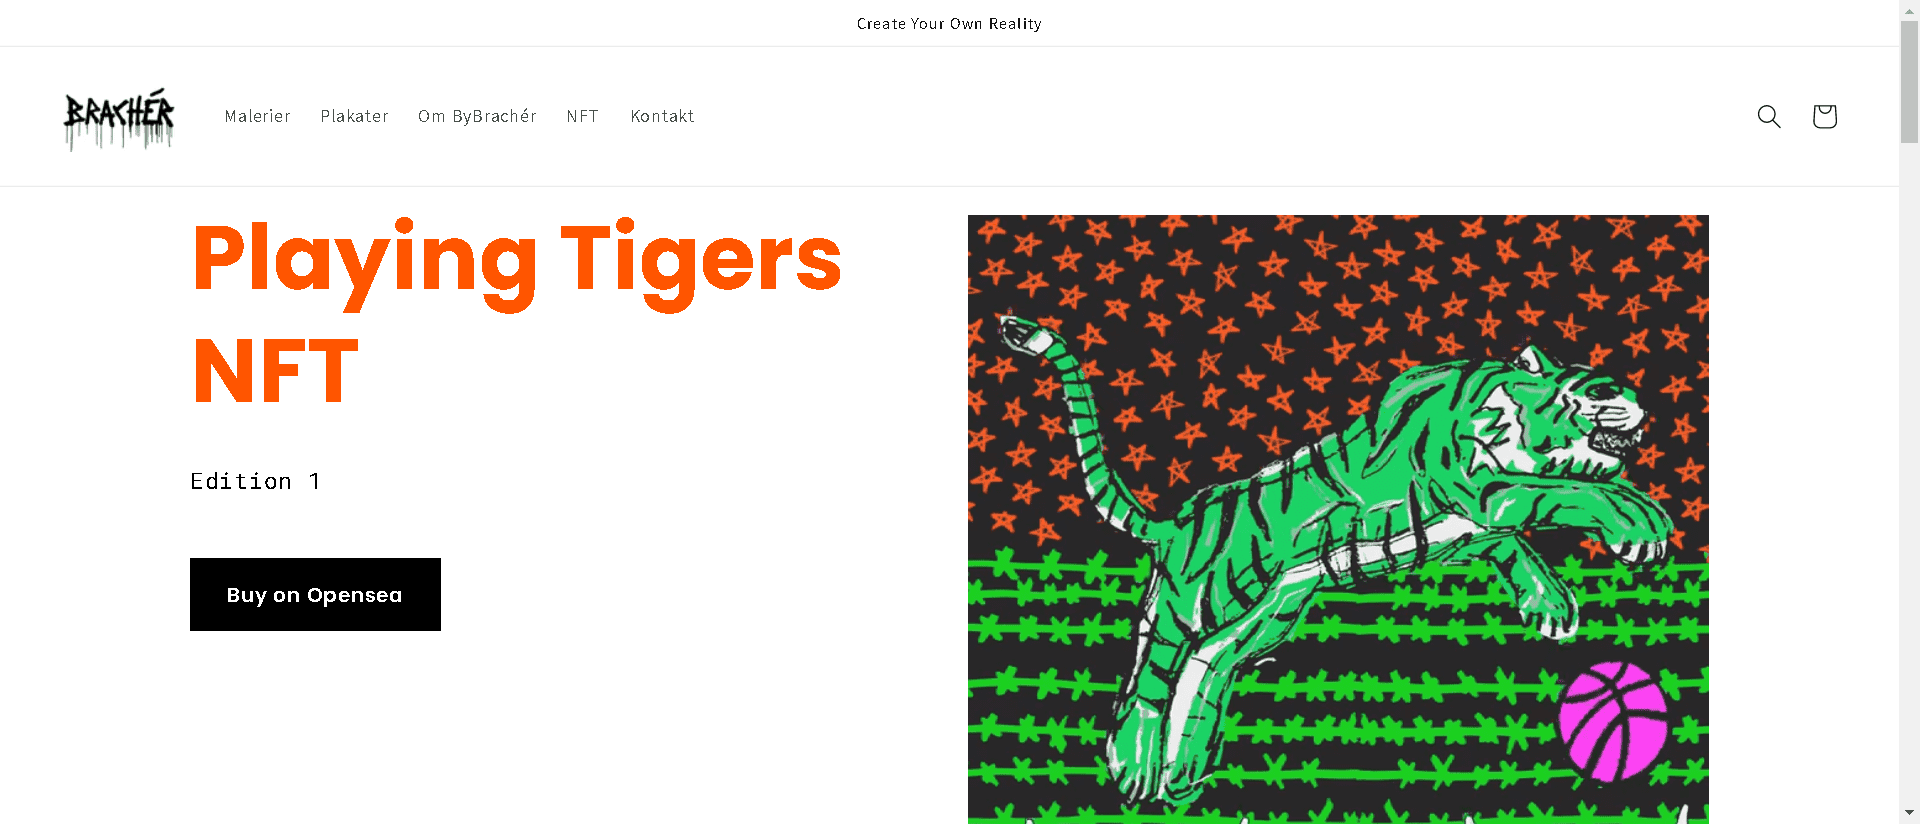 Create Your Own Reality
BRACHÉR
Malerier
Plakater
Om ByBrachér
NFT
Kontakt
Playing Tigers
NFT
Edition 1
Buy on Opensea